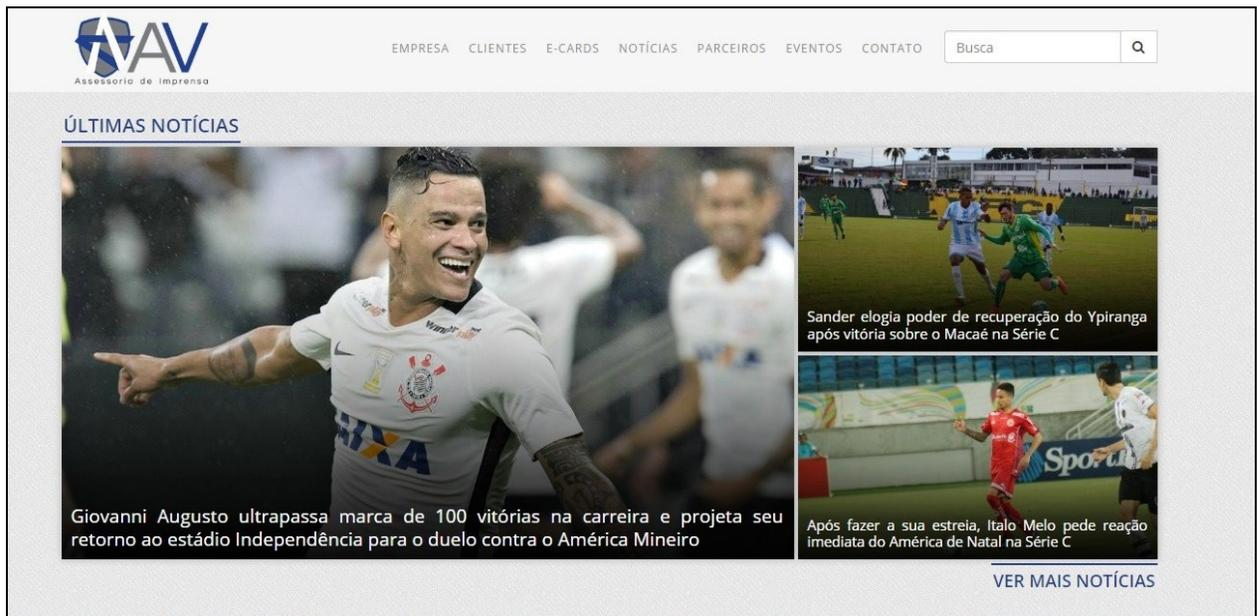 AV
Assessoria de Imprensa
EMPRESA CLIENTES E-CARDS NOTÍCIAS PARCEIROS EVENTOS CONTATO Busca
ÚLTIMAS NOTÍCIAS
CAIXA
Giovanni Augusto ultrapassa marca de 100 vitórias na carreira e projeta seu
retorno ao estádio Independência para o duelo contra o América Mineiro
Sander elogia poder de recuperação do Ypiranga
após vitória sobre o Macaé na Série C
Após fazer a sua estreia, Italo Melo pede reação
imediata do América de Natal na Série C
VER MAIS NOTÍCIAS